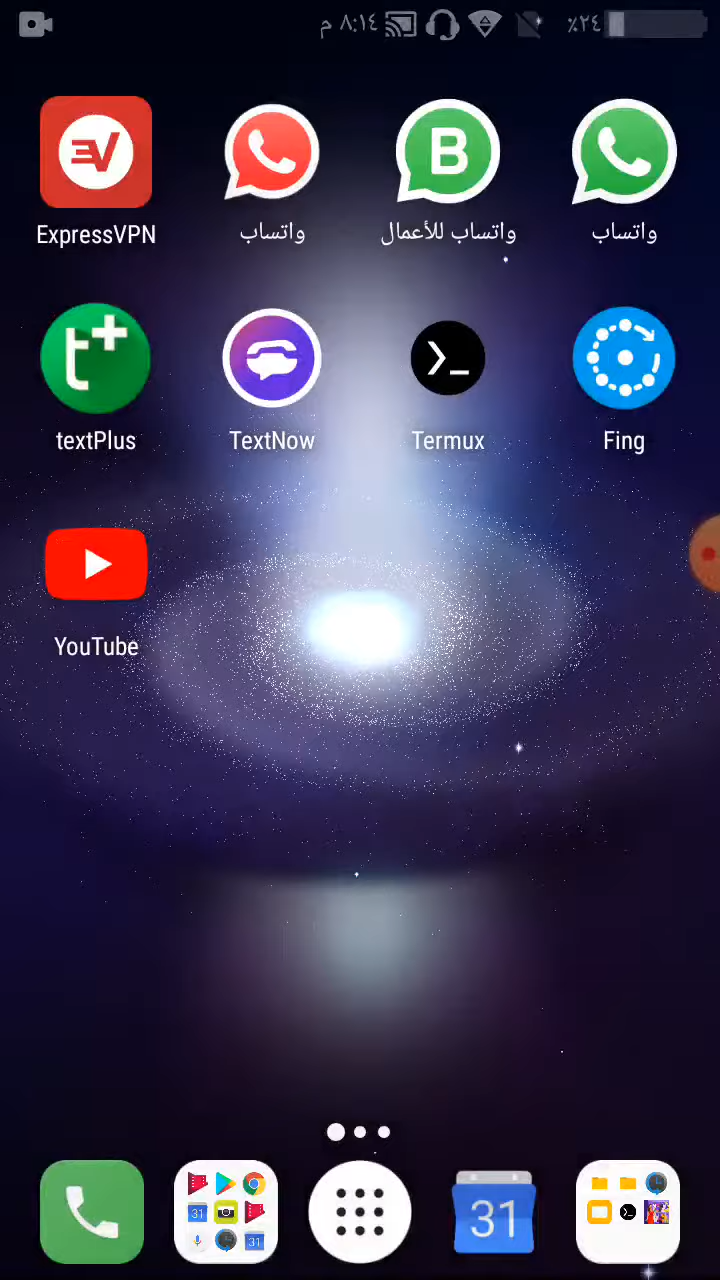 ٨:١٤ م
٪٢٤
ExpressVPN
واتساب
واتساب للأعمال
واتساب
textPlus
TextNow
Termux
Fing
YouTube
31